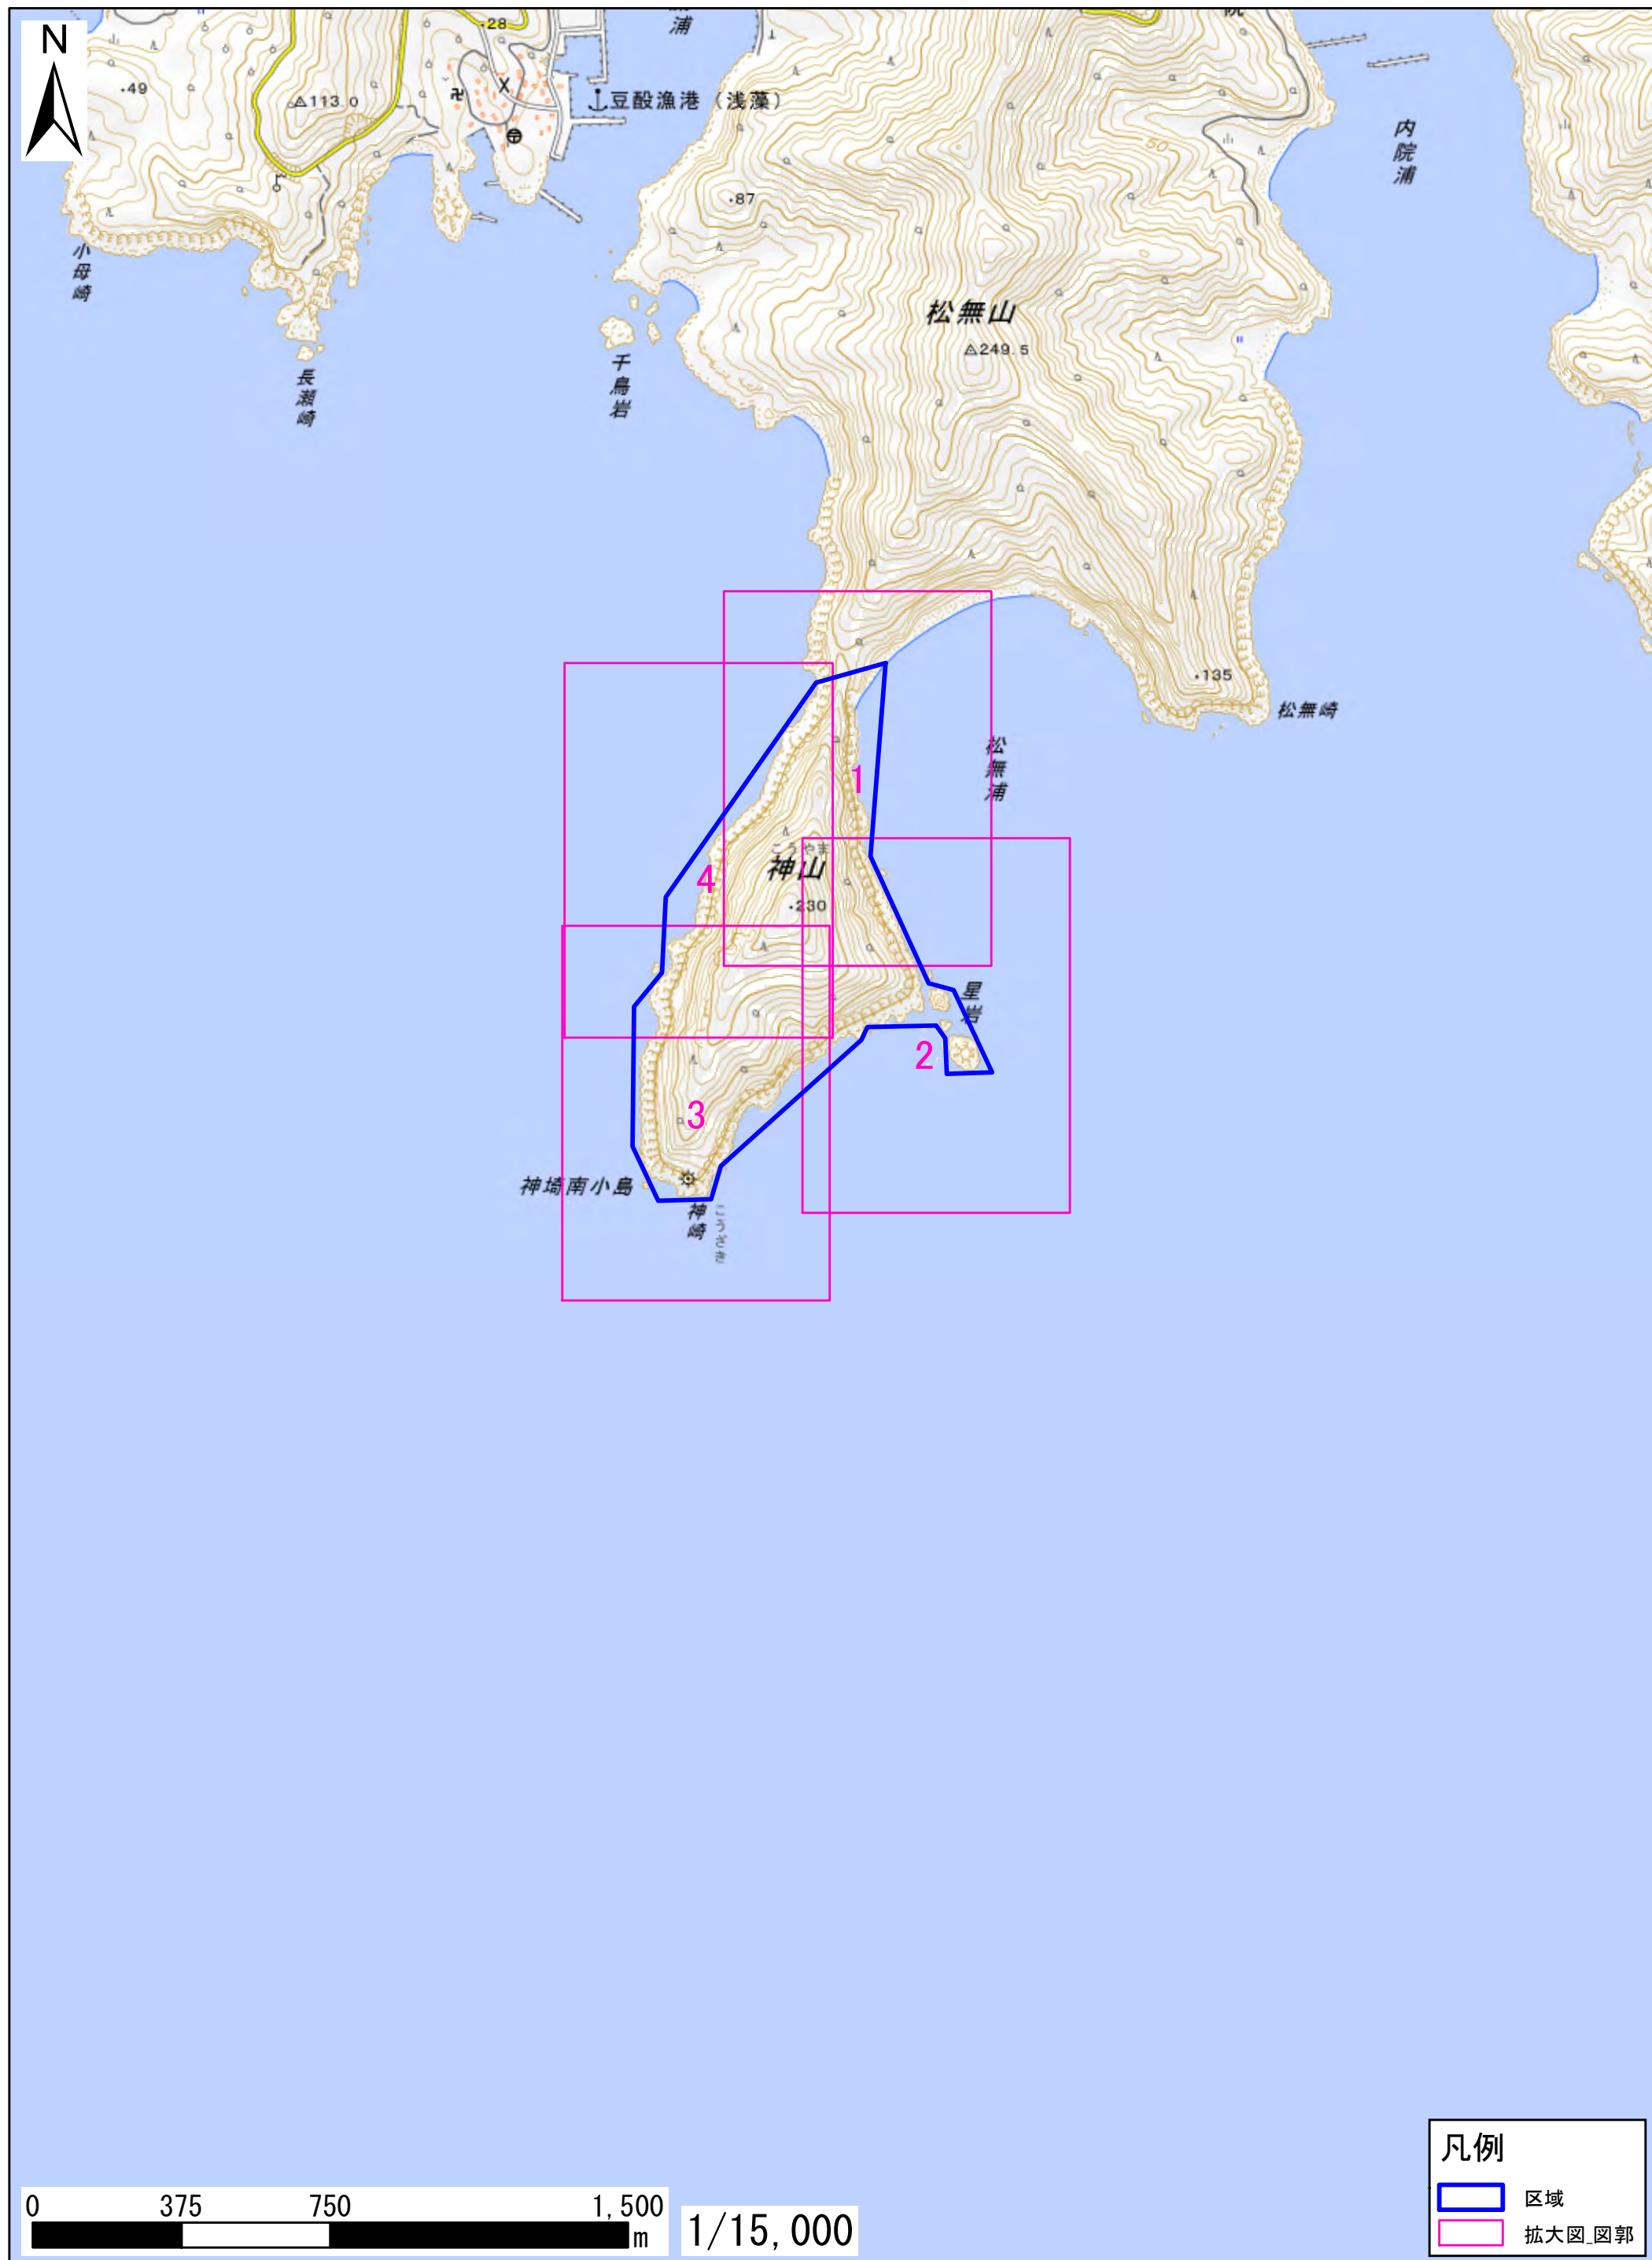 N
・28
浦
・49
△113.0
豆酘漁港（浅藻）
内院浦
50
・87
小母崎
松無山
△249.5
千鳥岩
長瀬崎
・135
松無崎
松無浦
1
こうやま
神山
4
・230
星岩
2
3
神埼南小島
神崎
こうざき
凡例
区域
拡大図_図郭
0 375 750 1,500
m
1/15,000